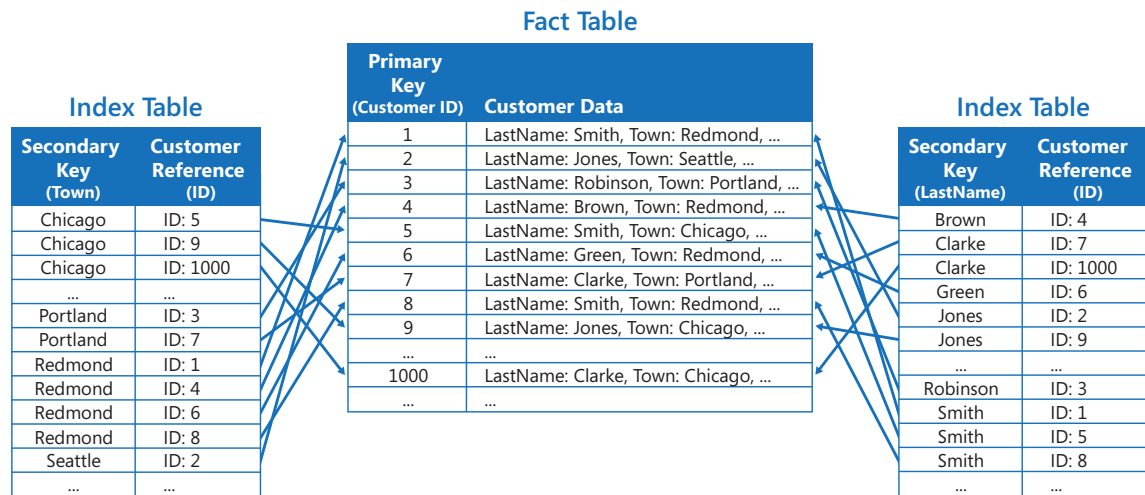 Fact Table
Primary
Key
(Customer ID) Customer Data
1 LastName: Smith, Town: Redmond, ...
2 LastName: Jones, Town: Seattle, ...
3 LastName: Robinson, Town: Portland, ...
4 LastName: Brown, Town: Redmond, ...
5 LastName: Smith, Town: Chicago, ...
6 LastName: Green, Town: Redmond, ...
7 LastName: Clarke, Town: Portland, ...
8 LastName: Smith, Town: Redmond, ...
9 LastName: Jones, Town: Chicago, ...
... ...
1000 LastName: Clarke, Town: Chicago, ...
... ...
Index Table
Secondary Customer
Key Reference
(Town) (ID)
Chicago ID: 5
Chicago ID: 9
Chicago ID: 1000
... ...
Portland ID: 3
Portland ID: 7
Redmond ID: 1
Redmond ID: 4
Redmond ID: 6
Redmond ID: 8
Seattle ID: 2
... ...
Index Table
Secondary Customer
Key Reference
(LastName) (ID)
Brown ID: 4
Clarke ID: 7
Clarke ID: 1000
Green ID: 6
Jones ID: 2
Jones ID: 9
... ...
Robinson ID: 3
Smith ID: 1
Smith ID: 5
Smith ID: 8
... ...